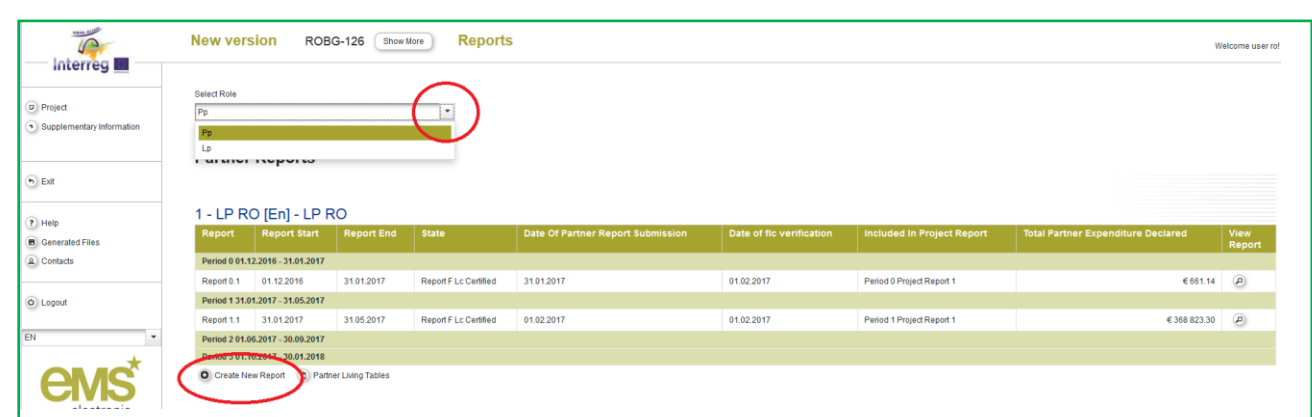 New version ROBG-126 Show More Reports
Welcome user ro!
Interreg
Project
Supplementary Information
Exit
Help
Generated Files
Contacts
Logout
EN
eMS
electronic
Select Role
Pp
Pp
Lp
Partner Reports
1 - LP RO [En] - LP RO
Report Report Start Report End State Date Of Partner Report Submission Date of flc verification Included In Project Report Total Partner Expenditure Declared View Report
Period 0 01.12.2016 - 31.01.2017
Report 0.1 01.12.2016 31.01.2017 Report F Lc Certified 31.01.2017 01.02.2017 Period 0 Project Report 1 € 661.14
Period 1 31.01.2017 - 31.05.2017
Report 1.1 31.01.2017 31.05.2017 Report F Lc Certified 01.02.2017 01.02.2017 Period 1 Project Report 1 € 368 823.30
Period 2 01.06.2017 - 30.09.2017
Period 3 01.10.2017 - 30.01.2018
Create New Report Partner Living Tables